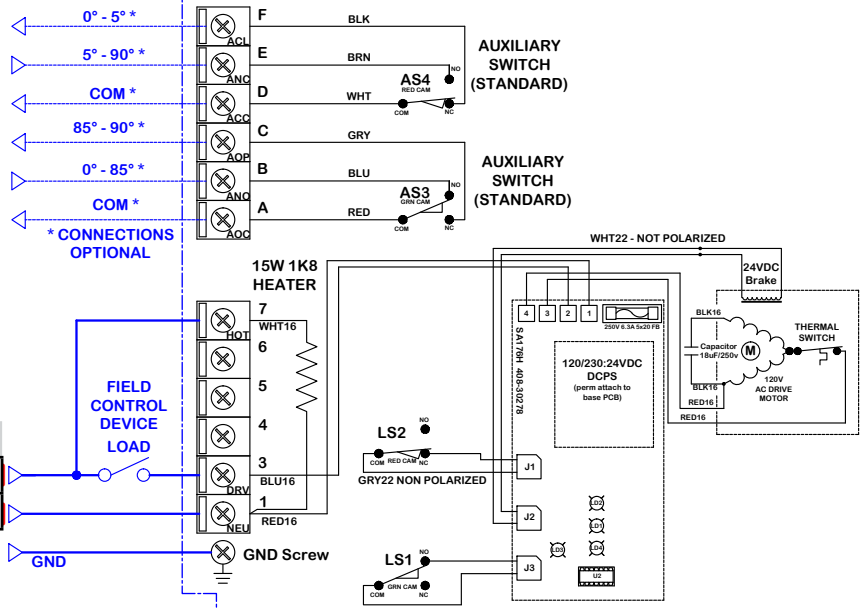 0° - 5° *
5° - 90° *
COM *
85° - 90° *
0° - 85° *
COM *
* CONNECTIONS
OPTIONAL
F
ACL
E
ANC
D
ACC
C
AOP
B
ANO
A
AOC
BLK
BRN
WHT
GRY
BLU
RED
AS4
RED CAM
NO
COM
NC
AUXILIARY
SWITCH
(STANDARD)
AS3
GRN CAM
NO
COM
NC
AUXILIARY
SWITCH
(STANDARD)
WHT22 - NOT POLARIZED
24VDC
Brake
15W 1K8
HEATER
7
WHT16
HOT
6
5
4
3
BLU16
DRV
1
RED16
NEU
GND Screw
FIELD
CONTROL
DEVICE
LOAD
GND
4
3
2
1
250V 6.3A 5x20 FB
SA176H 408-30278
120/230:24VDC
DCPS
(perm attach to
base PCB)
BLK16
Capacitor
18uF/250v
BLK16
M
THERMAL
SWITCH
120V
AC DRIVE
MOTOR
RED16
RED16
LS2
NO
COM
RED CAM
NC
GRY22 NON POLARIZED
J1
J2
J3
LD2
LD1
LD3
LD4
U2
LS1
NO
COM
GRN CAM
NC